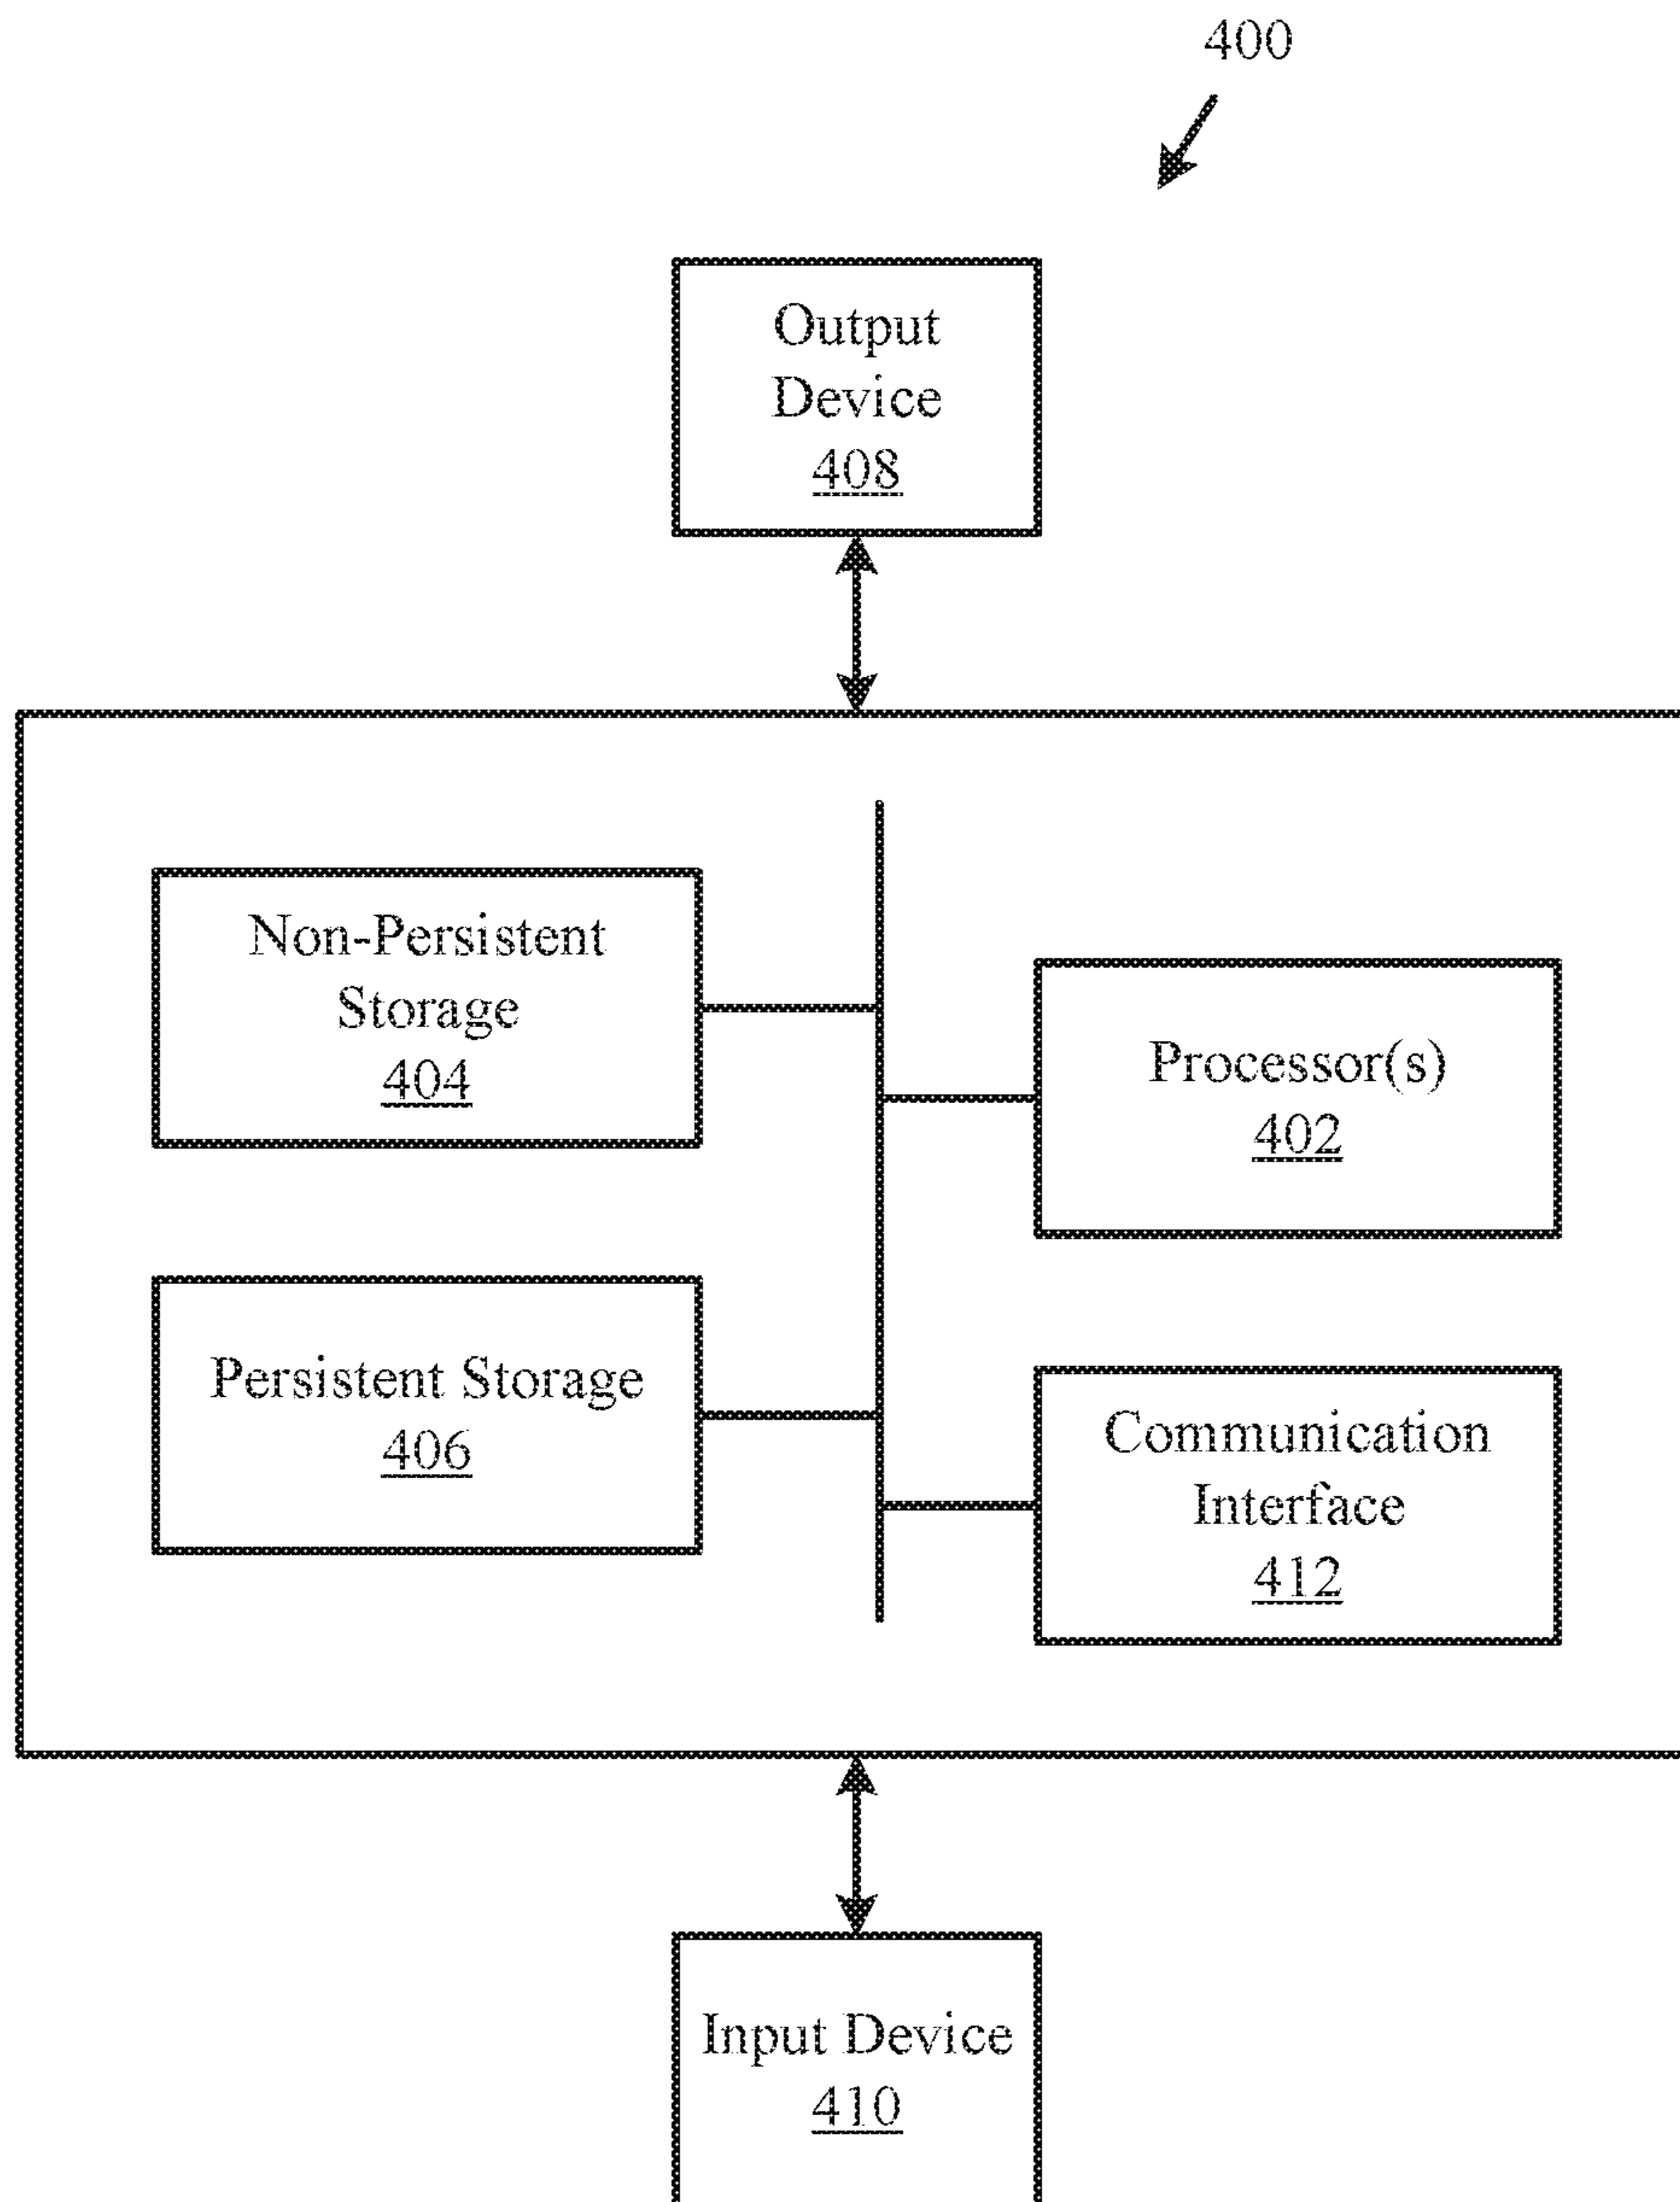 400
Output
Device
408
Non-Persistent
Storage
404
Processor(s)
402
Persistent Storage
406
Communication
Interface
412
Input Device
410